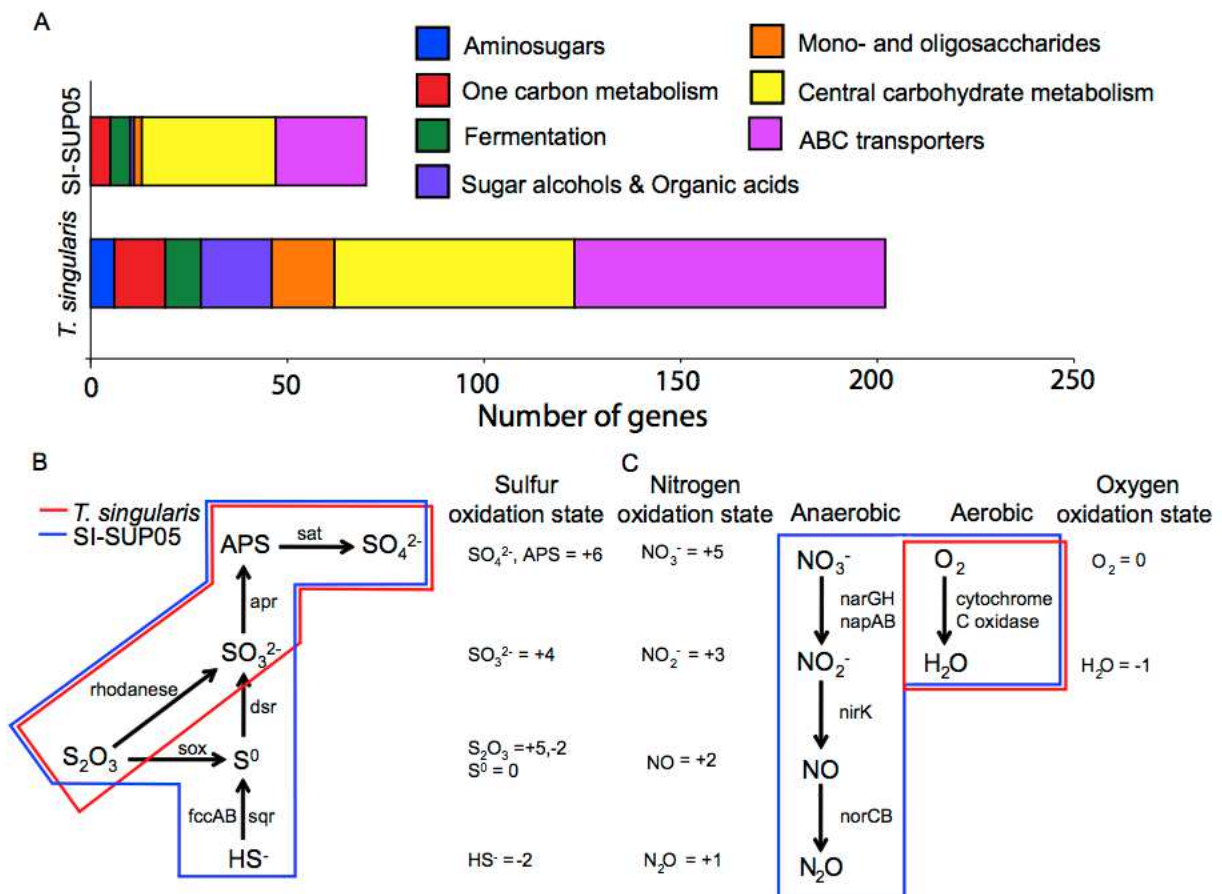 A
Aminosugars
One carbon metabolism
Fermentation
Sugar alcohols & Organic acids
Mono- and oligosaccharides
Central carbohydrate metabolism
ABC transporters
SI-SUP05
T. singularis
0 50 100 150 200 250
Number of genes
B
T. singularis
SI-SUP05
APS
sat
SO₄²⁻
apr
SO₃²⁻
rhodanese
dsr
S₂O₃
sox
S⁰
fccAB
sqr
HS⁻
Sulfur
oxidation state
SO₄²⁻, APS = +6
SO₃²⁻ = +4
S₂O₃ =+5,-2
S⁰ = 0
HS⁻ = -2
C
Nitrogen
oxidation state
NO₃⁻ = +5
NO₂⁻ = +3
NO = +2
N₂O = +1
Anaerobic
NO₃⁻
narGH
napAB
NO₂⁻
nirK
NO
norCB
N₂O
Aerobic
O₂
cytochrome
C oxidase
H₂O
Oxygen
oxidation state
O₂ = 0
H₂O = -1